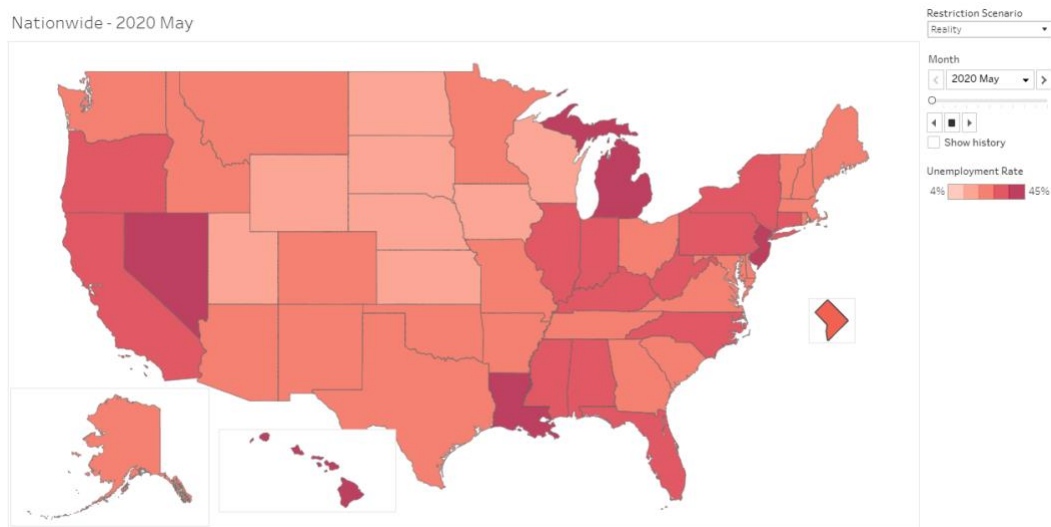 Nationwide - 2020 May
Restriction Scenario
Reality
Month
2020 May
Show history
Unemployment Rate
4% 45%